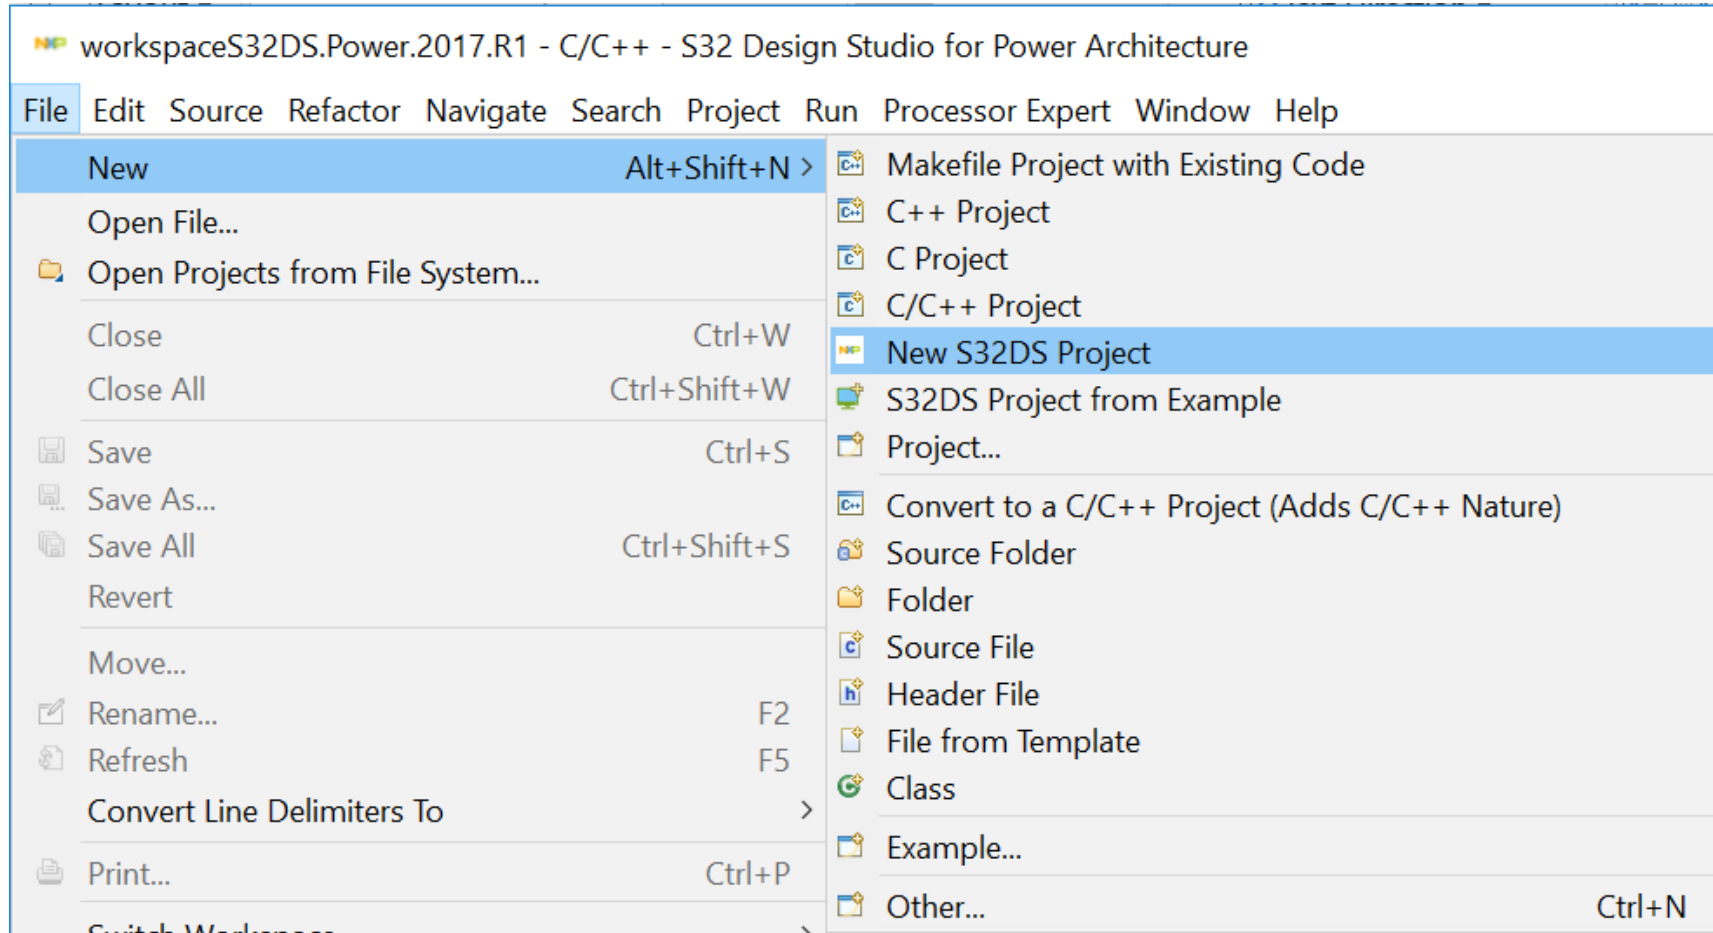 NXP workspaceS32DS.Power.2017.R1 - C/C++ - S32 Design Studio for Power Architecture
File Edit Source Refactor Navigate Search Project Run Processor Expert Window Help
New Alt+Shift+N
Open File...
Open Projects from File System...
Close Ctrl+W
Close All Ctrl+Shift+W
Save Ctrl+S
Save As...
Save All Ctrl+Shift+S
Revert
Move...
Rename... F2
Refresh F5
Convert Line Delimiters To
Print... Ctrl+P
Switch Workspace
Makefile Project with Existing Code
C++ Project
C Project
C/C++ Project
NXP New S32DS Project
S32DS Project from Example
Project...
Convert to a C/C++ Project (Adds C/C++ Nature)
Source Folder
Folder
Source File
Header File
File from Template
Class
Example...
Other... Ctrl+N